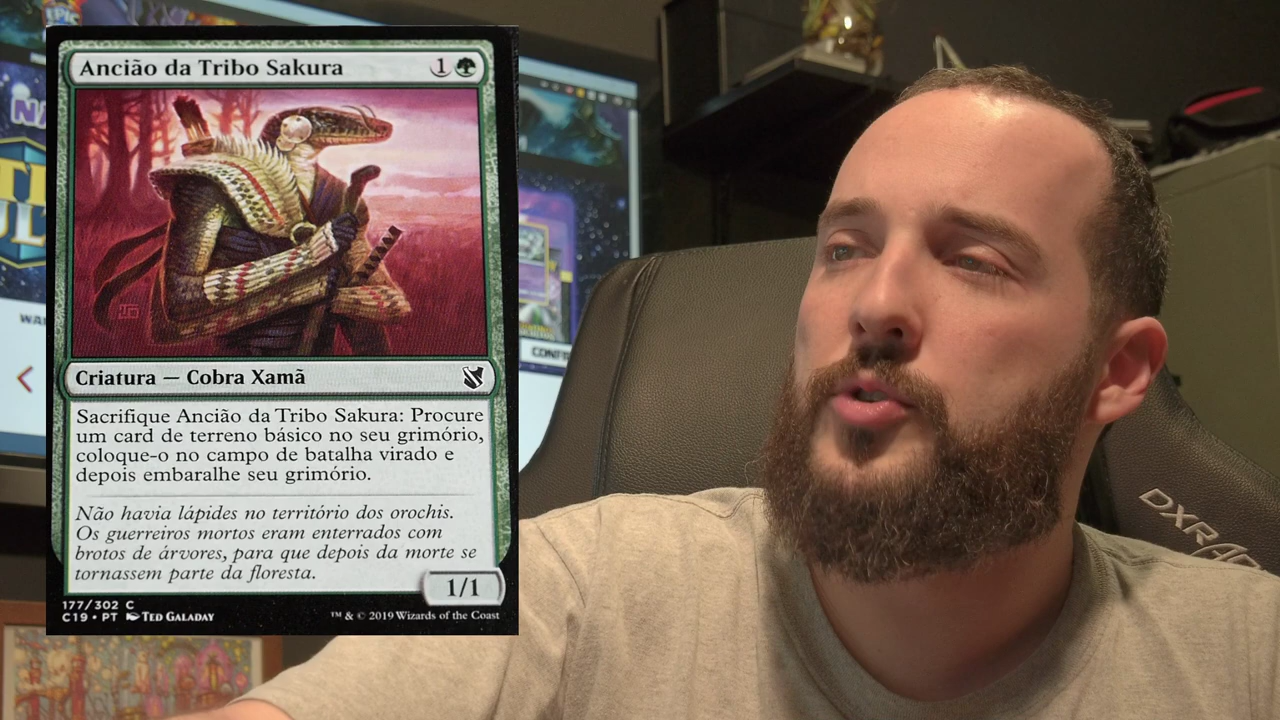 Ancião da Tribo Sakura 1
Criatura — Cobra Xamã
Sacrifique Ancião da Tribo Sakura: Procure
um card de terreno básico no seu grimório,
coloque-o no campo de batalha virado e
depois embaralhe seu grimório.
Não havia lápides no território dos orochis.
Os guerreiros mortos eram enterrados com
brotos de árvores, para que depois da morte se
tornassem parte da floresta.
1/1
177/302 C
C19 • PT TED GALADAY
™ & © 2019 Wizards of the Coast
DXRA